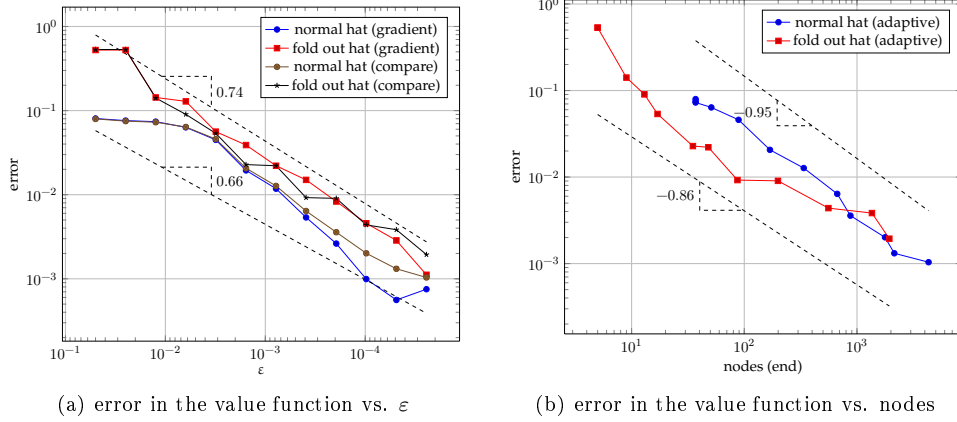 10^0
10^{-1}
10^{-2}
10^{-3}
error
10^{-1}
10^{-2}
10^{-3}
10^{-4}
ε
normal hat (gradient)
fold out hat (gradient)
normal hat (compare)
fold out hat (compare)
0.74
0.66
(a) error in the value function vs. ε
10^0
10^{-1}
10^{-2}
10^{-3}
error
10^1
10^2
10^3
nodes (end)
normal hat (adaptive)
fold out hat (adaptive)
−0.95
−0.86
(b) error in the value function vs. nodes